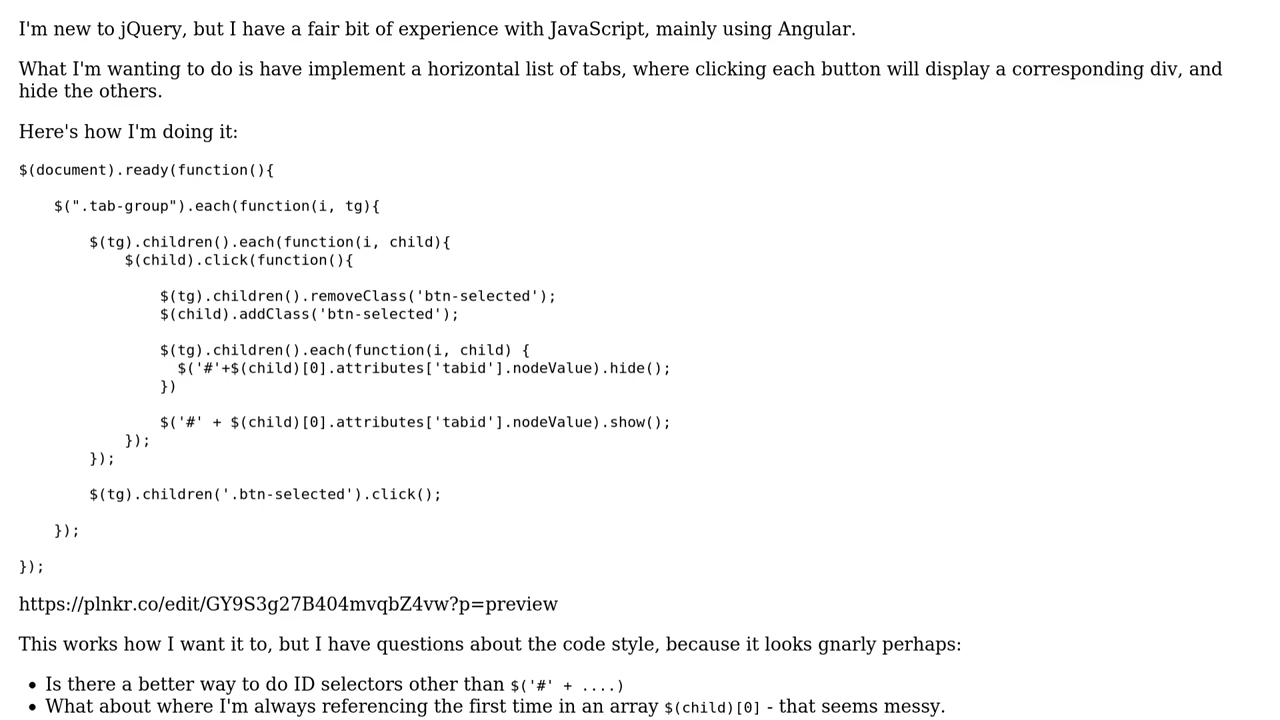 I'm new to jQuery, but I have a fair bit of experience with JavaScript, mainly using Angular.
What I'm wanting to do is have implement a horizontal list of tabs, where clicking each button will display a corresponding div, and
hide the others.
Here's how I'm doing it:
$(document).ready(function(){
    $(".tab-group").each(function(i, tg){
        $(tg).children().each(function(i, child){
            $(child).click(function(){
                $(tg).children().removeClass('btn-selected');
                $(child).addClass('btn-selected');
                $(tg).children().each(function(i, child) {
                  $('#'+$(child)[0].attributes['tabid'].nodeValue).hide();
                })
                $('#' + $(child)[0].attributes['tabid'].nodeValue).show();
            });
        });
        $(tg).children('.btn-selected').click();
    });
});
https://plnkr.co/edit/GY9S3g27B404mvqbZ4vw?p=preview
This works how I want it to, but I have questions about the code style, because it looks gnarly perhaps:
• Is there a better way to do ID selectors other than $('#' + ....)
• What about where I'm always referencing the first time in an array $(child)[0] - that seems messy.